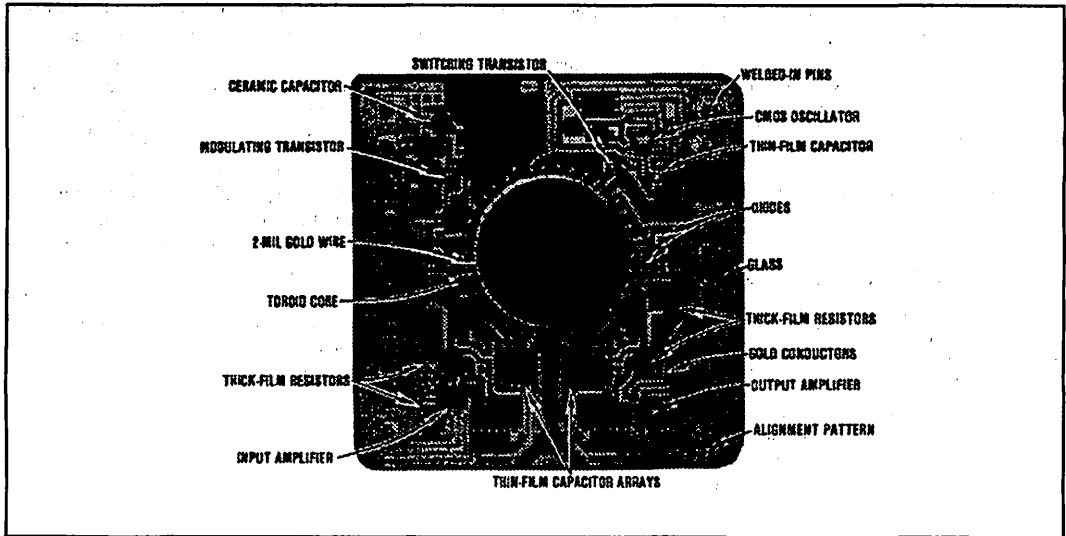 SWITCHING TRANSISTOR
CERAMIC CAPACITOR
WELDED-IN PINS
CMOS OSCILLATOR
MODULATING TRANSISTOR
THIN-FILM CAPACITOR
OXIDES
2-MIL GOLD WIRE
GLASS
TOROID CORE
THICK-FILM RESISTORS
GOLD CONDUCTORS
THICK-FILM RESISTORS
OUTPUT AMPLIFIER
ALIGNMENT PATTERN
INPUT AMPLIFIER
THIN-FILM CAPACITOR ARRAYS